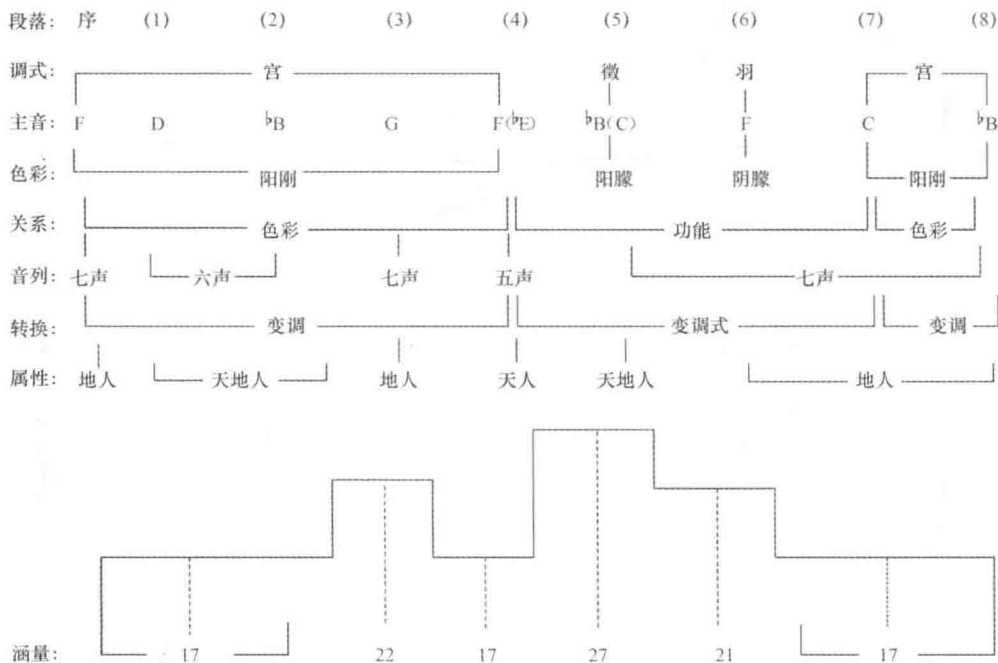 段落: 序 (1) (2) (3) (4) (5) (6) (7) (8)
调式: 宫 徵 羽 宫
主音: F D ♭B G F(♭E) ♭B(C) F C ♭B
色彩: 阳刚 阳朦 阴朦 阳刚
关系: 色彩 功能 色彩
音列: 七声 六声 七声 五声 七声
转换: 变调 变调式 变调
属性: 地人 天地人 地人 天人 天地人 地人
涵量: 17 22 17 27 21 17